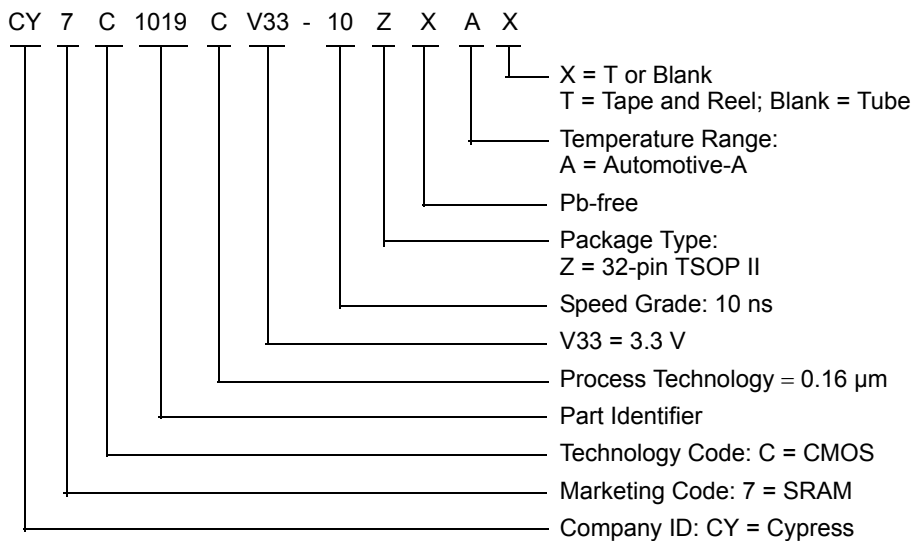 CY 7 C 1019 C V33 - 10 Z X A X
X = T or Blank
T = Tape and Reel; Blank = Tube
Temperature Range:
A = Automotive-A
Pb-free
Package Type:
Z = 32-pin TSOP II
Speed Grade: 10 ns
V33 = 3.3 V
Process Technology = 0.16 µm
Part Identifier
Technology Code: C = CMOS
Marketing Code: 7 = SRAM
Company ID: CY = Cypress